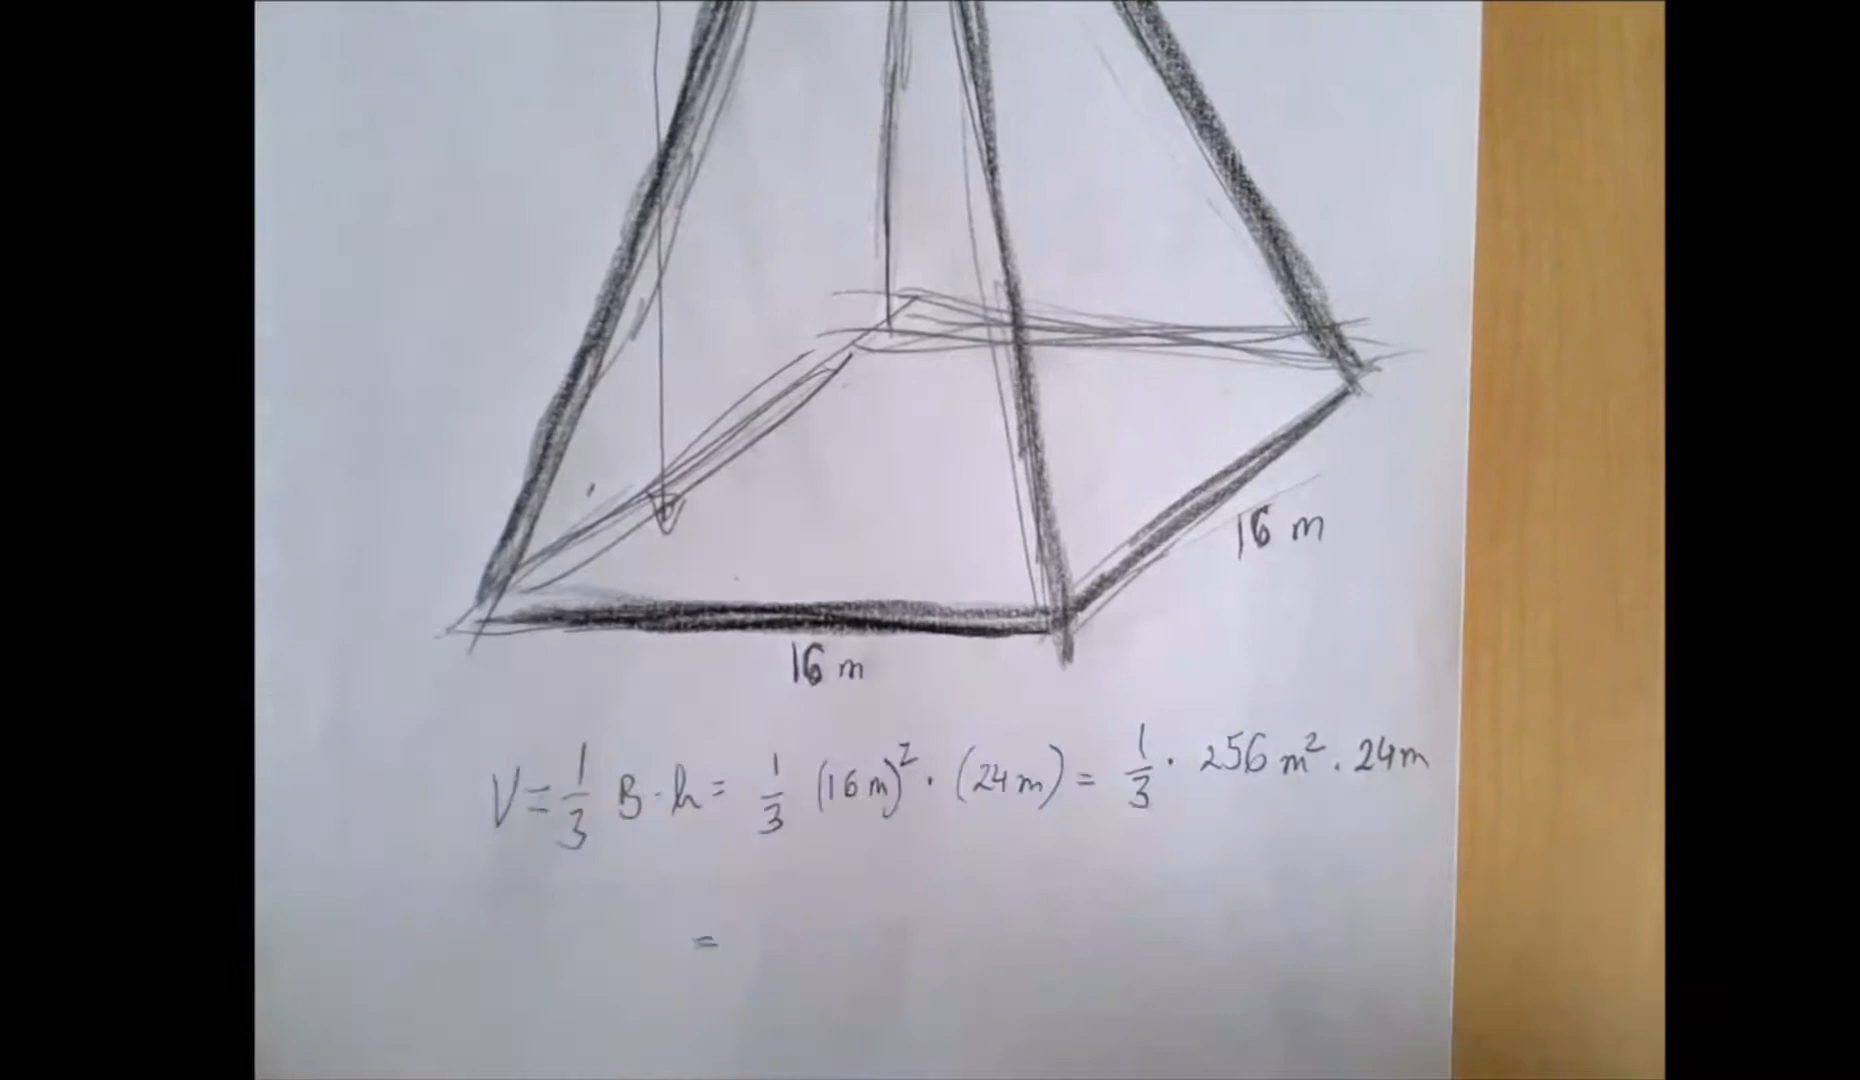 16 m
16 m
V = 1/3 B · h = 1/3 (16 m)² · (24 m) = 1/3 · 256 m² · 24 m
=